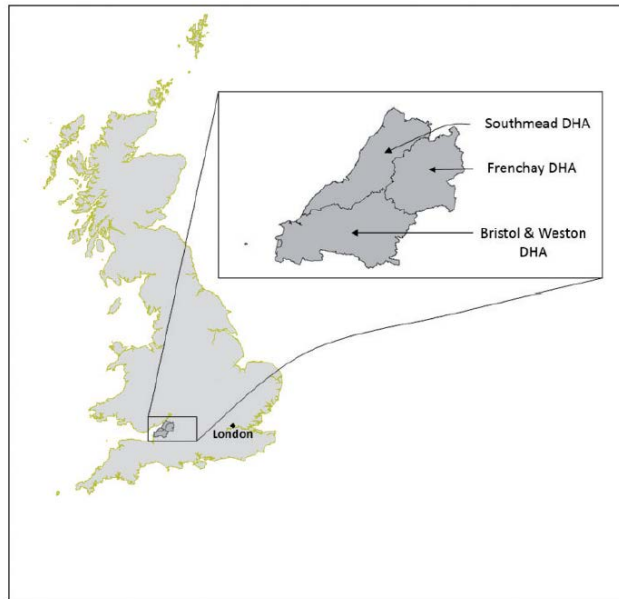 Southmead DHA
Frenchay DHA
Bristol & Weston
DHA
London